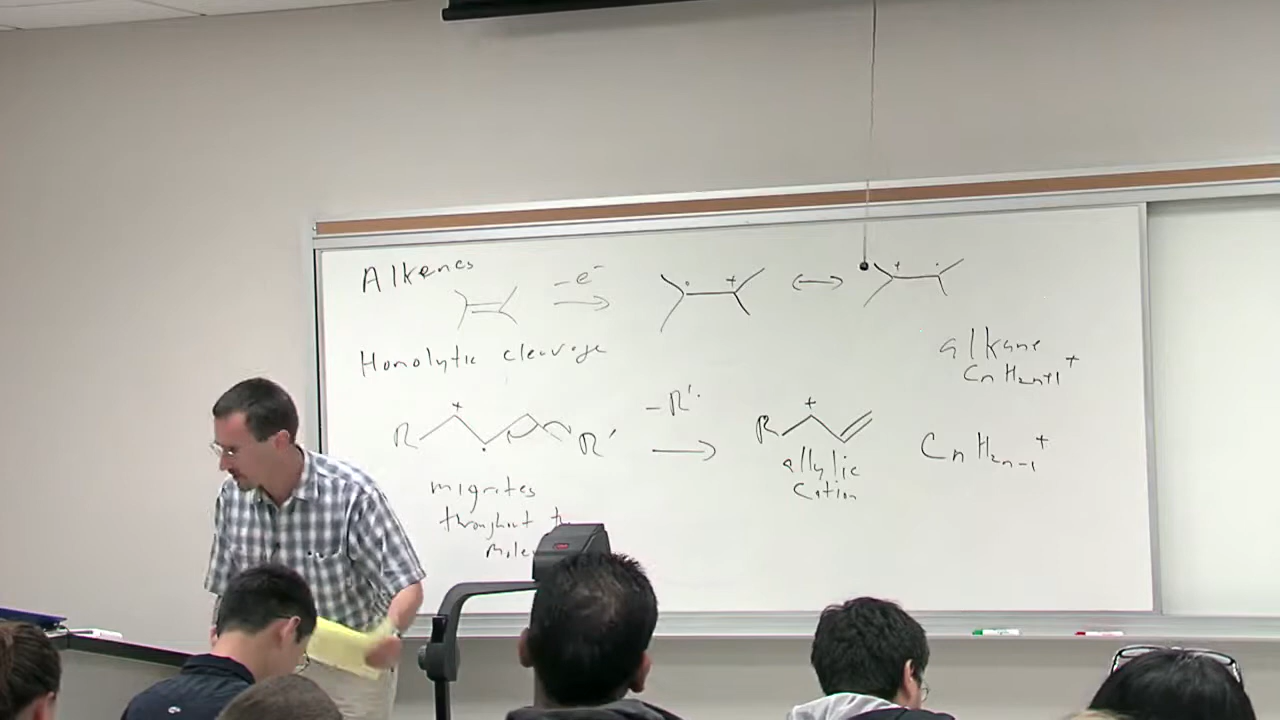 Alkenes
-e⁻
• + ⟷ + •
Homolytic cleavage
alkane
CnH2n+1⁺
R + • R' -R'• R +
allylic
cation
CnH2n-1⁺
migrates
throughout